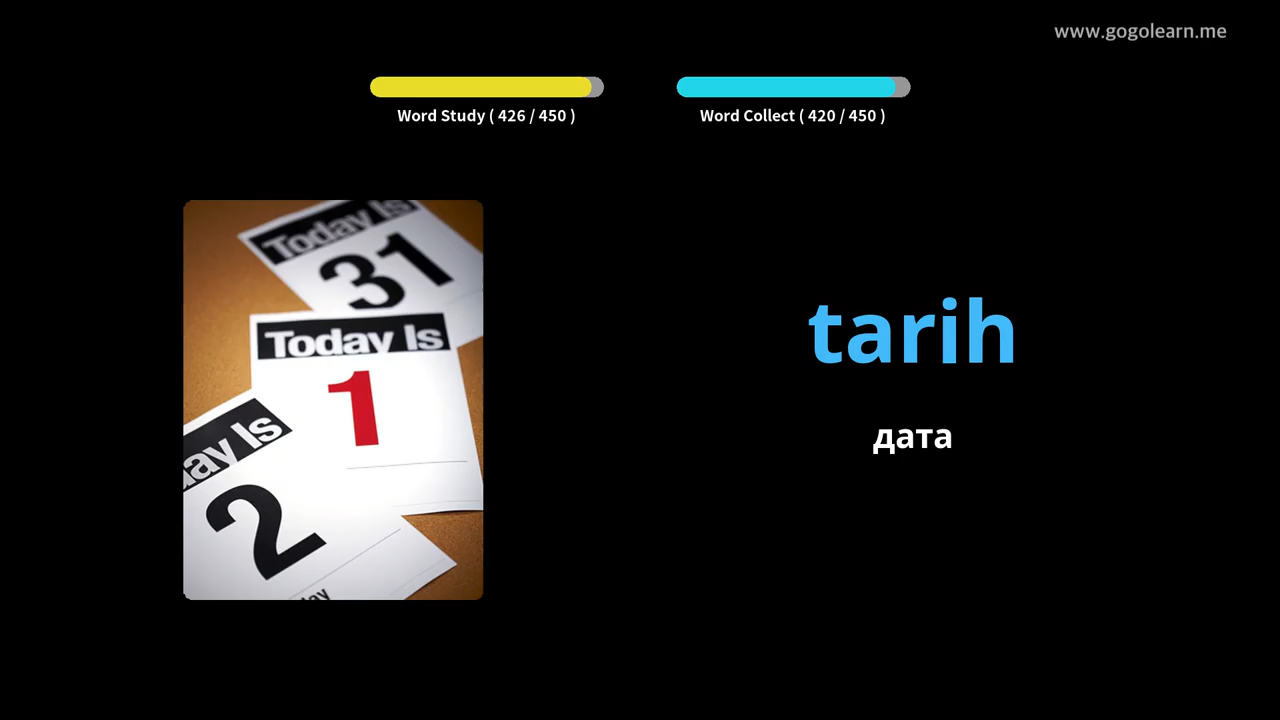 www.gogolearn.me
Word Study ( 426 / 450 )
Word Collect ( 420 / 450 )
Today Is
31
Today Is
1
ay Is
2
tarih
дата